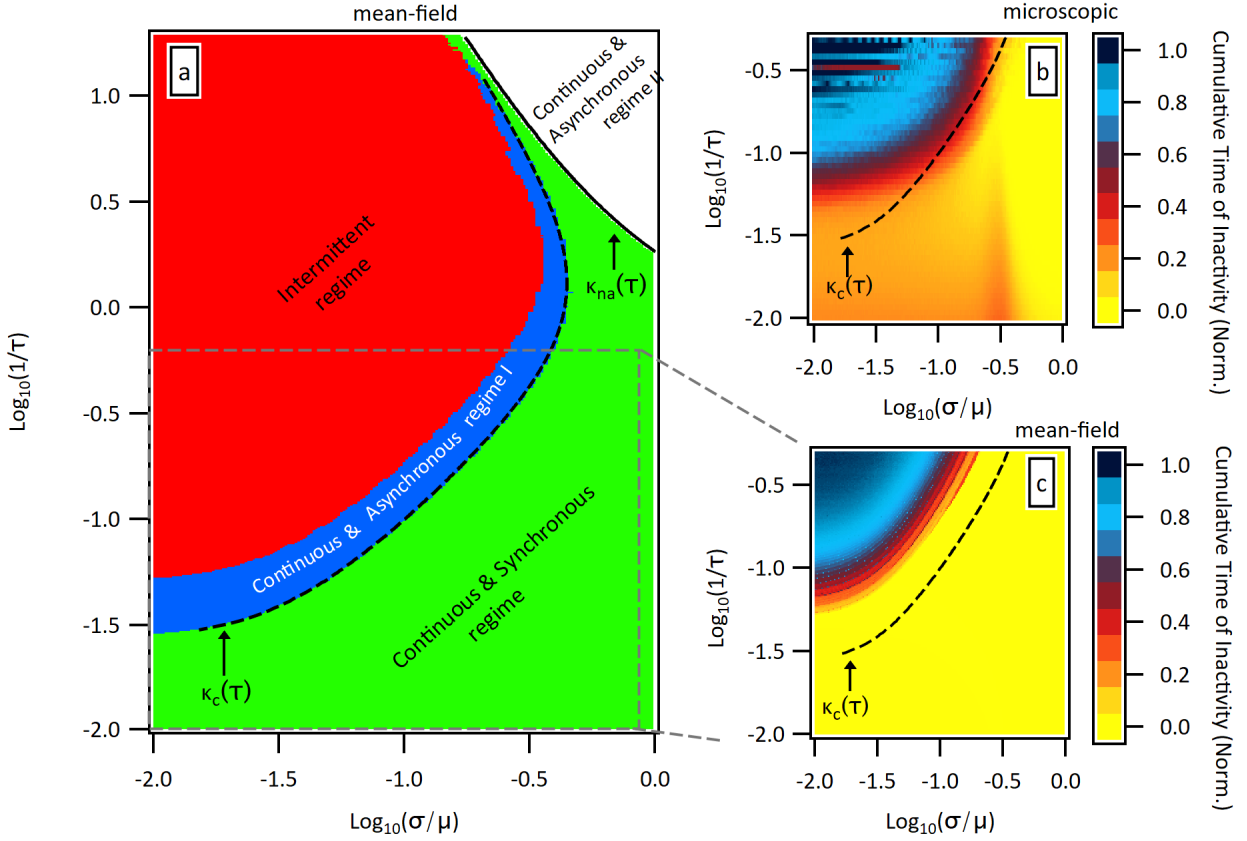 mean-field
a
Continuous &
Asynchronous
regime II
Intermittent
regime
κna(τ)
Continuous & Asynchronous regime I
Continuous & Synchronous
regime
κc(τ)
1.0
0.5
0.0
-0.5
-1.0
-1.5
-2.0
Log10(1/τ)
-2.0 -1.5 -1.0 -0.5 0.0
Log10(σ/μ)
microscopic
b
κc(τ)
-0.5
-1.0
-1.5
-2.0
Log10(1/τ)
-2.0 -1.5 -1.0 -0.5 0.0
Log10(σ/μ)
1.0
0.8
0.6
0.4
0.2
0.0
Cumulative Time of Inactivity (Norm.)
mean-field
c
κc(τ)
-0.5
-1.0
-1.5
-2.0
Log10(1/τ)
-2.0 -1.5 -1.0 -0.5 0.0
Log10(σ/μ)
1.0
0.8
0.6
0.4
0.2
0.0
Cumulative Time of Inactivity (Norm.)